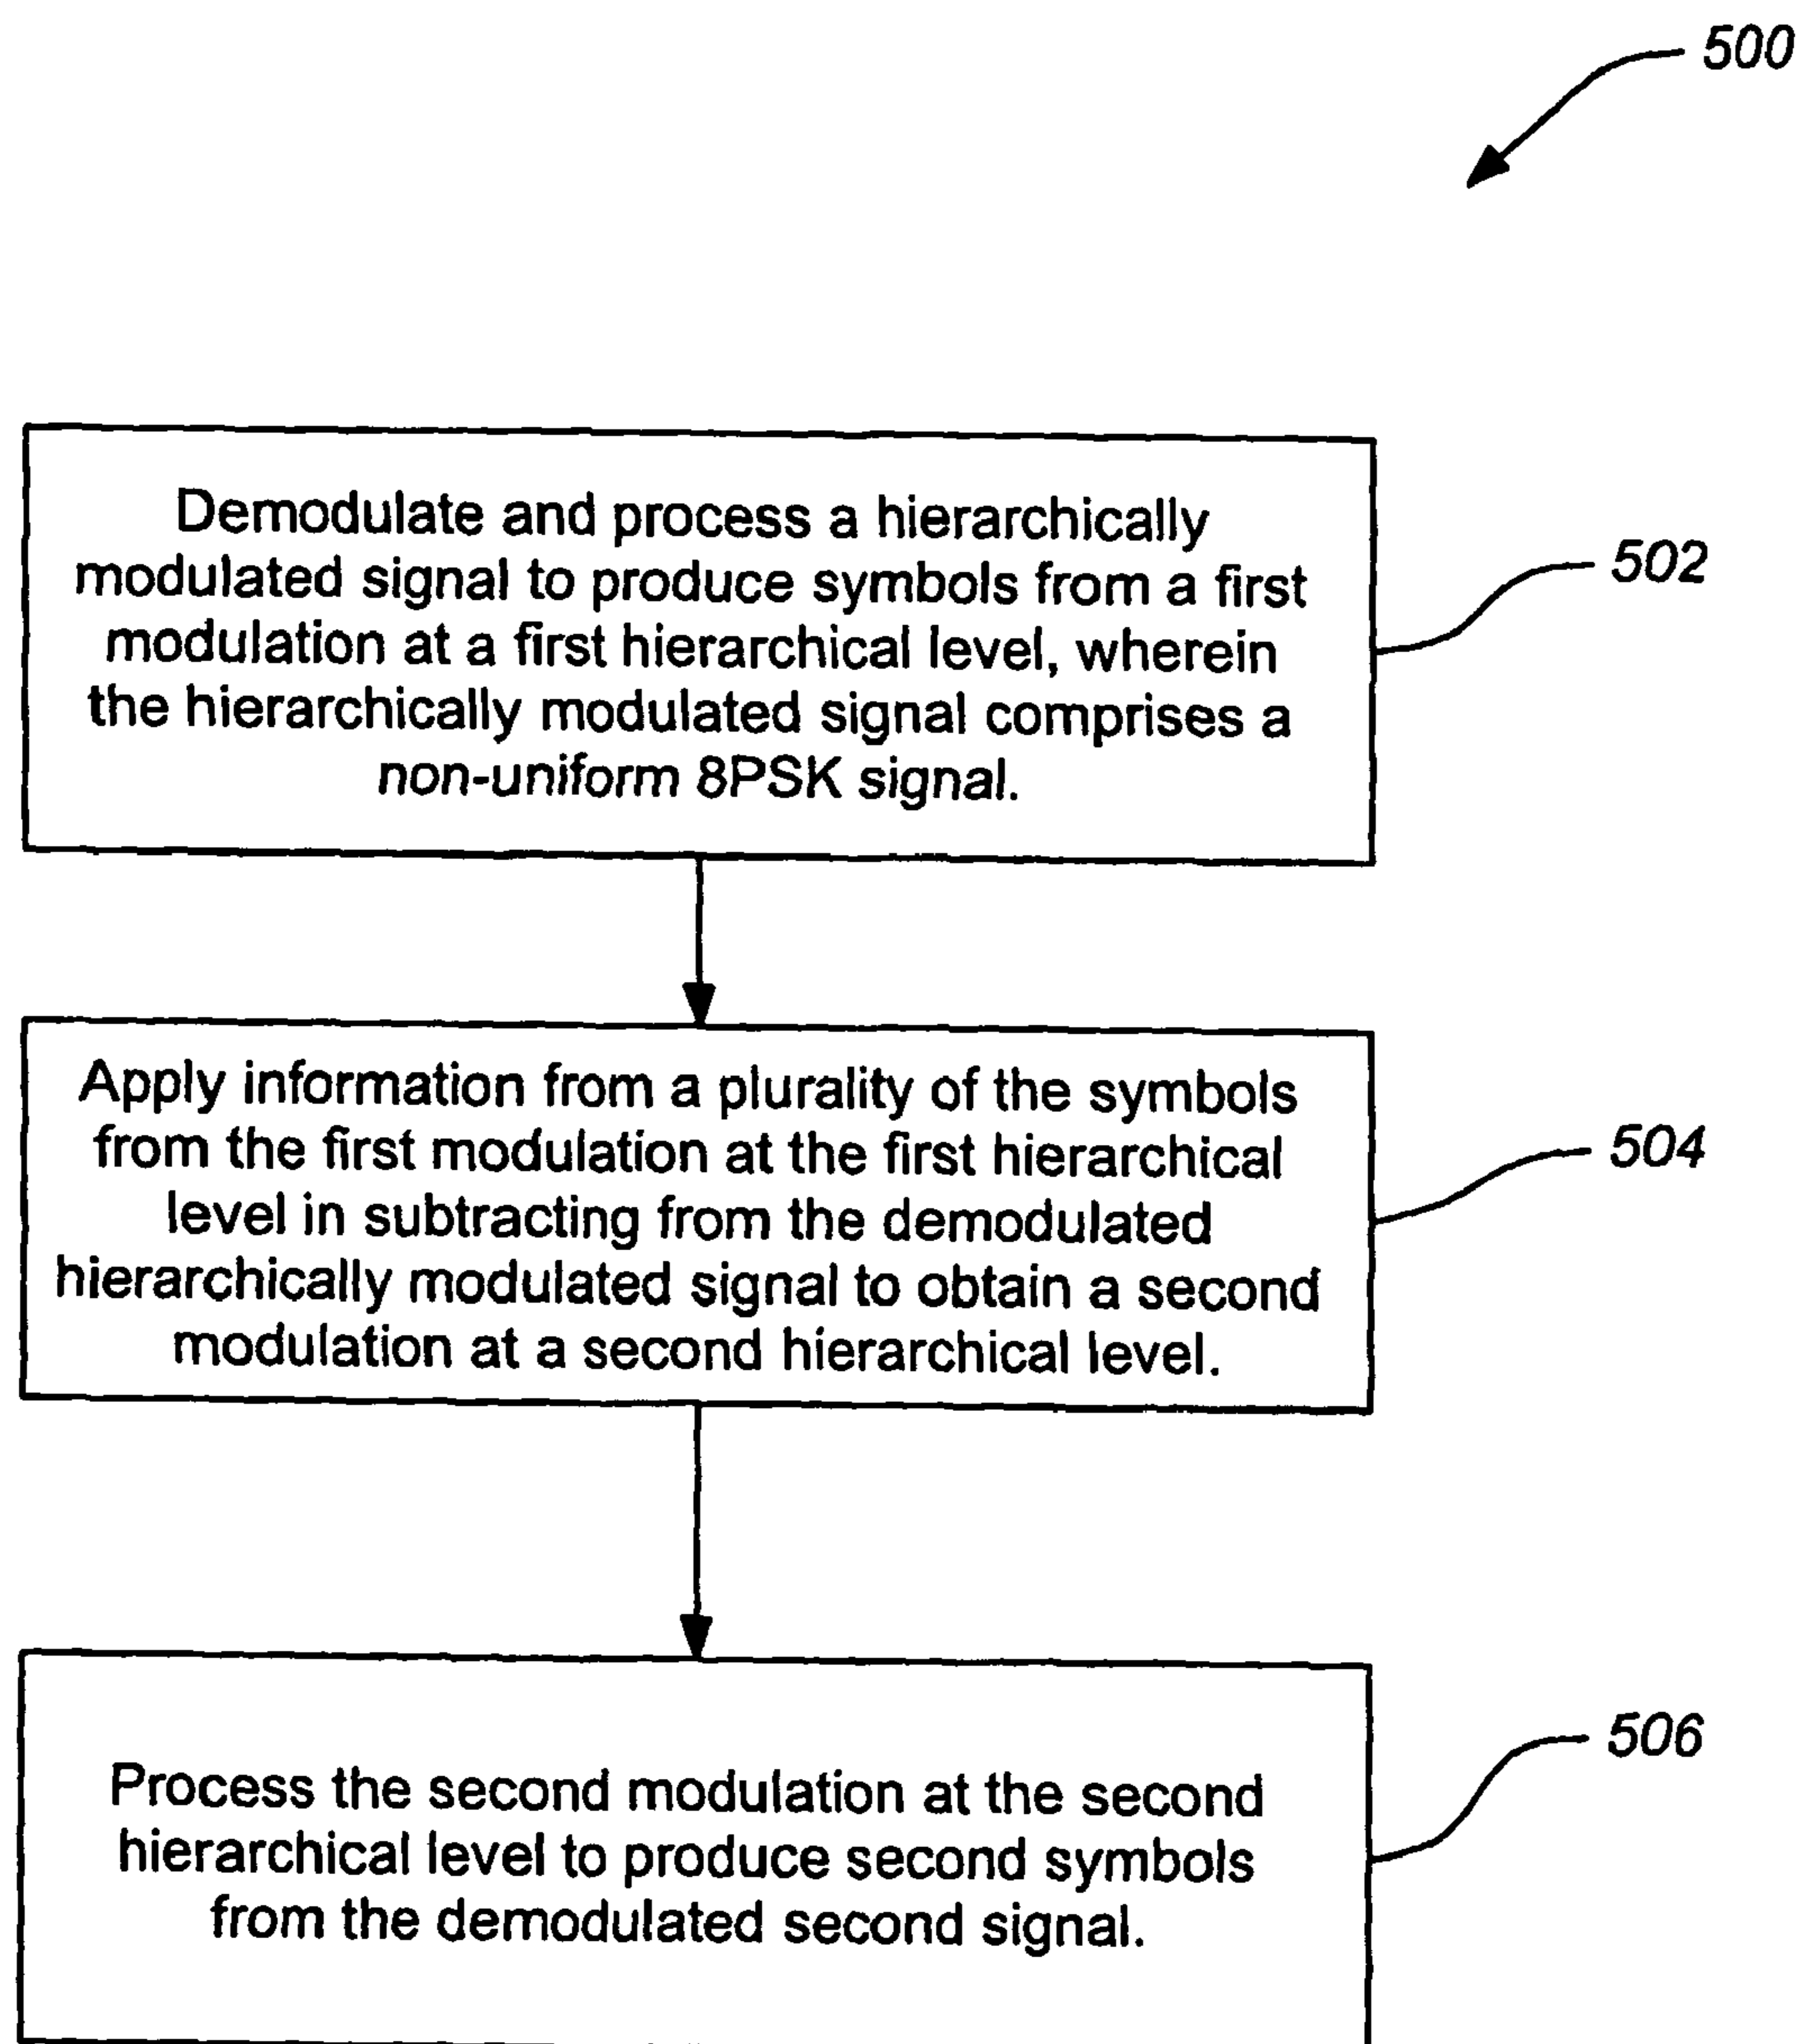 500
Demodulate and process a hierarchically
modulated signal to produce symbols from a first
modulation at a first hierarchical level, wherein
the hierarchically modulated signal comprises a
non-uniform 8PSK signal.
502
Apply information from a plurality of the symbols
from the first modulation at the first hierarchical
level in subtracting from the demodulated
hierarchically modulated signal to obtain a second
modulation at a second hierarchical level.
504
Process the second modulation at the second
hierarchical level to produce second symbols
from the demodulated second signal.
506